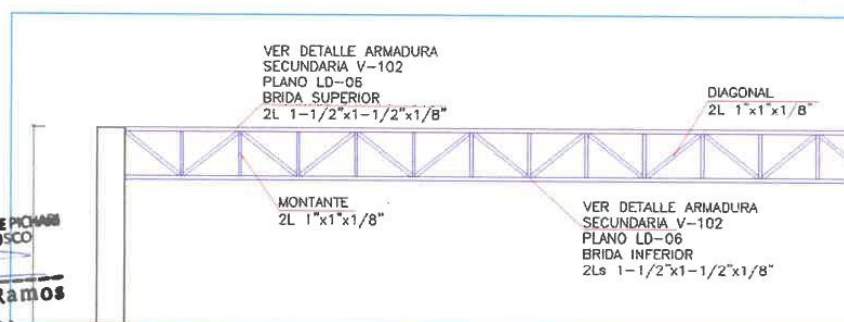 VER DETALLE ARMADURA
SECUNDARIA V-102
PLANO LD-06
BRIDA SUPERIOR
2L 1-1/2"x1-1/2"x1/8"
DIAGONAL
2L 1"x1"x1/8"
MONTANTE
2L 1"x1"x1/8"
VER DETALLE ARMADURA
SECUNDARIA V-102
PLANO LD-06
BRIDA INFERIOR
2Ls 1-1/2"x1-1/2"x1/8"
E PICHARI
OSCO
Ramos